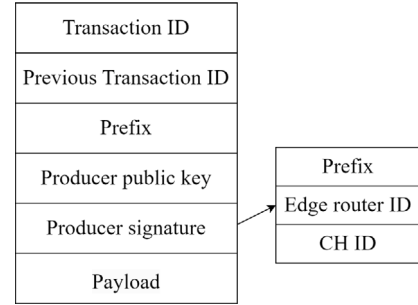 Transaction ID
Previous Transaction ID
Prefix
Producer public key
Producer signature
Payload
Prefix
Edge router ID
CH ID